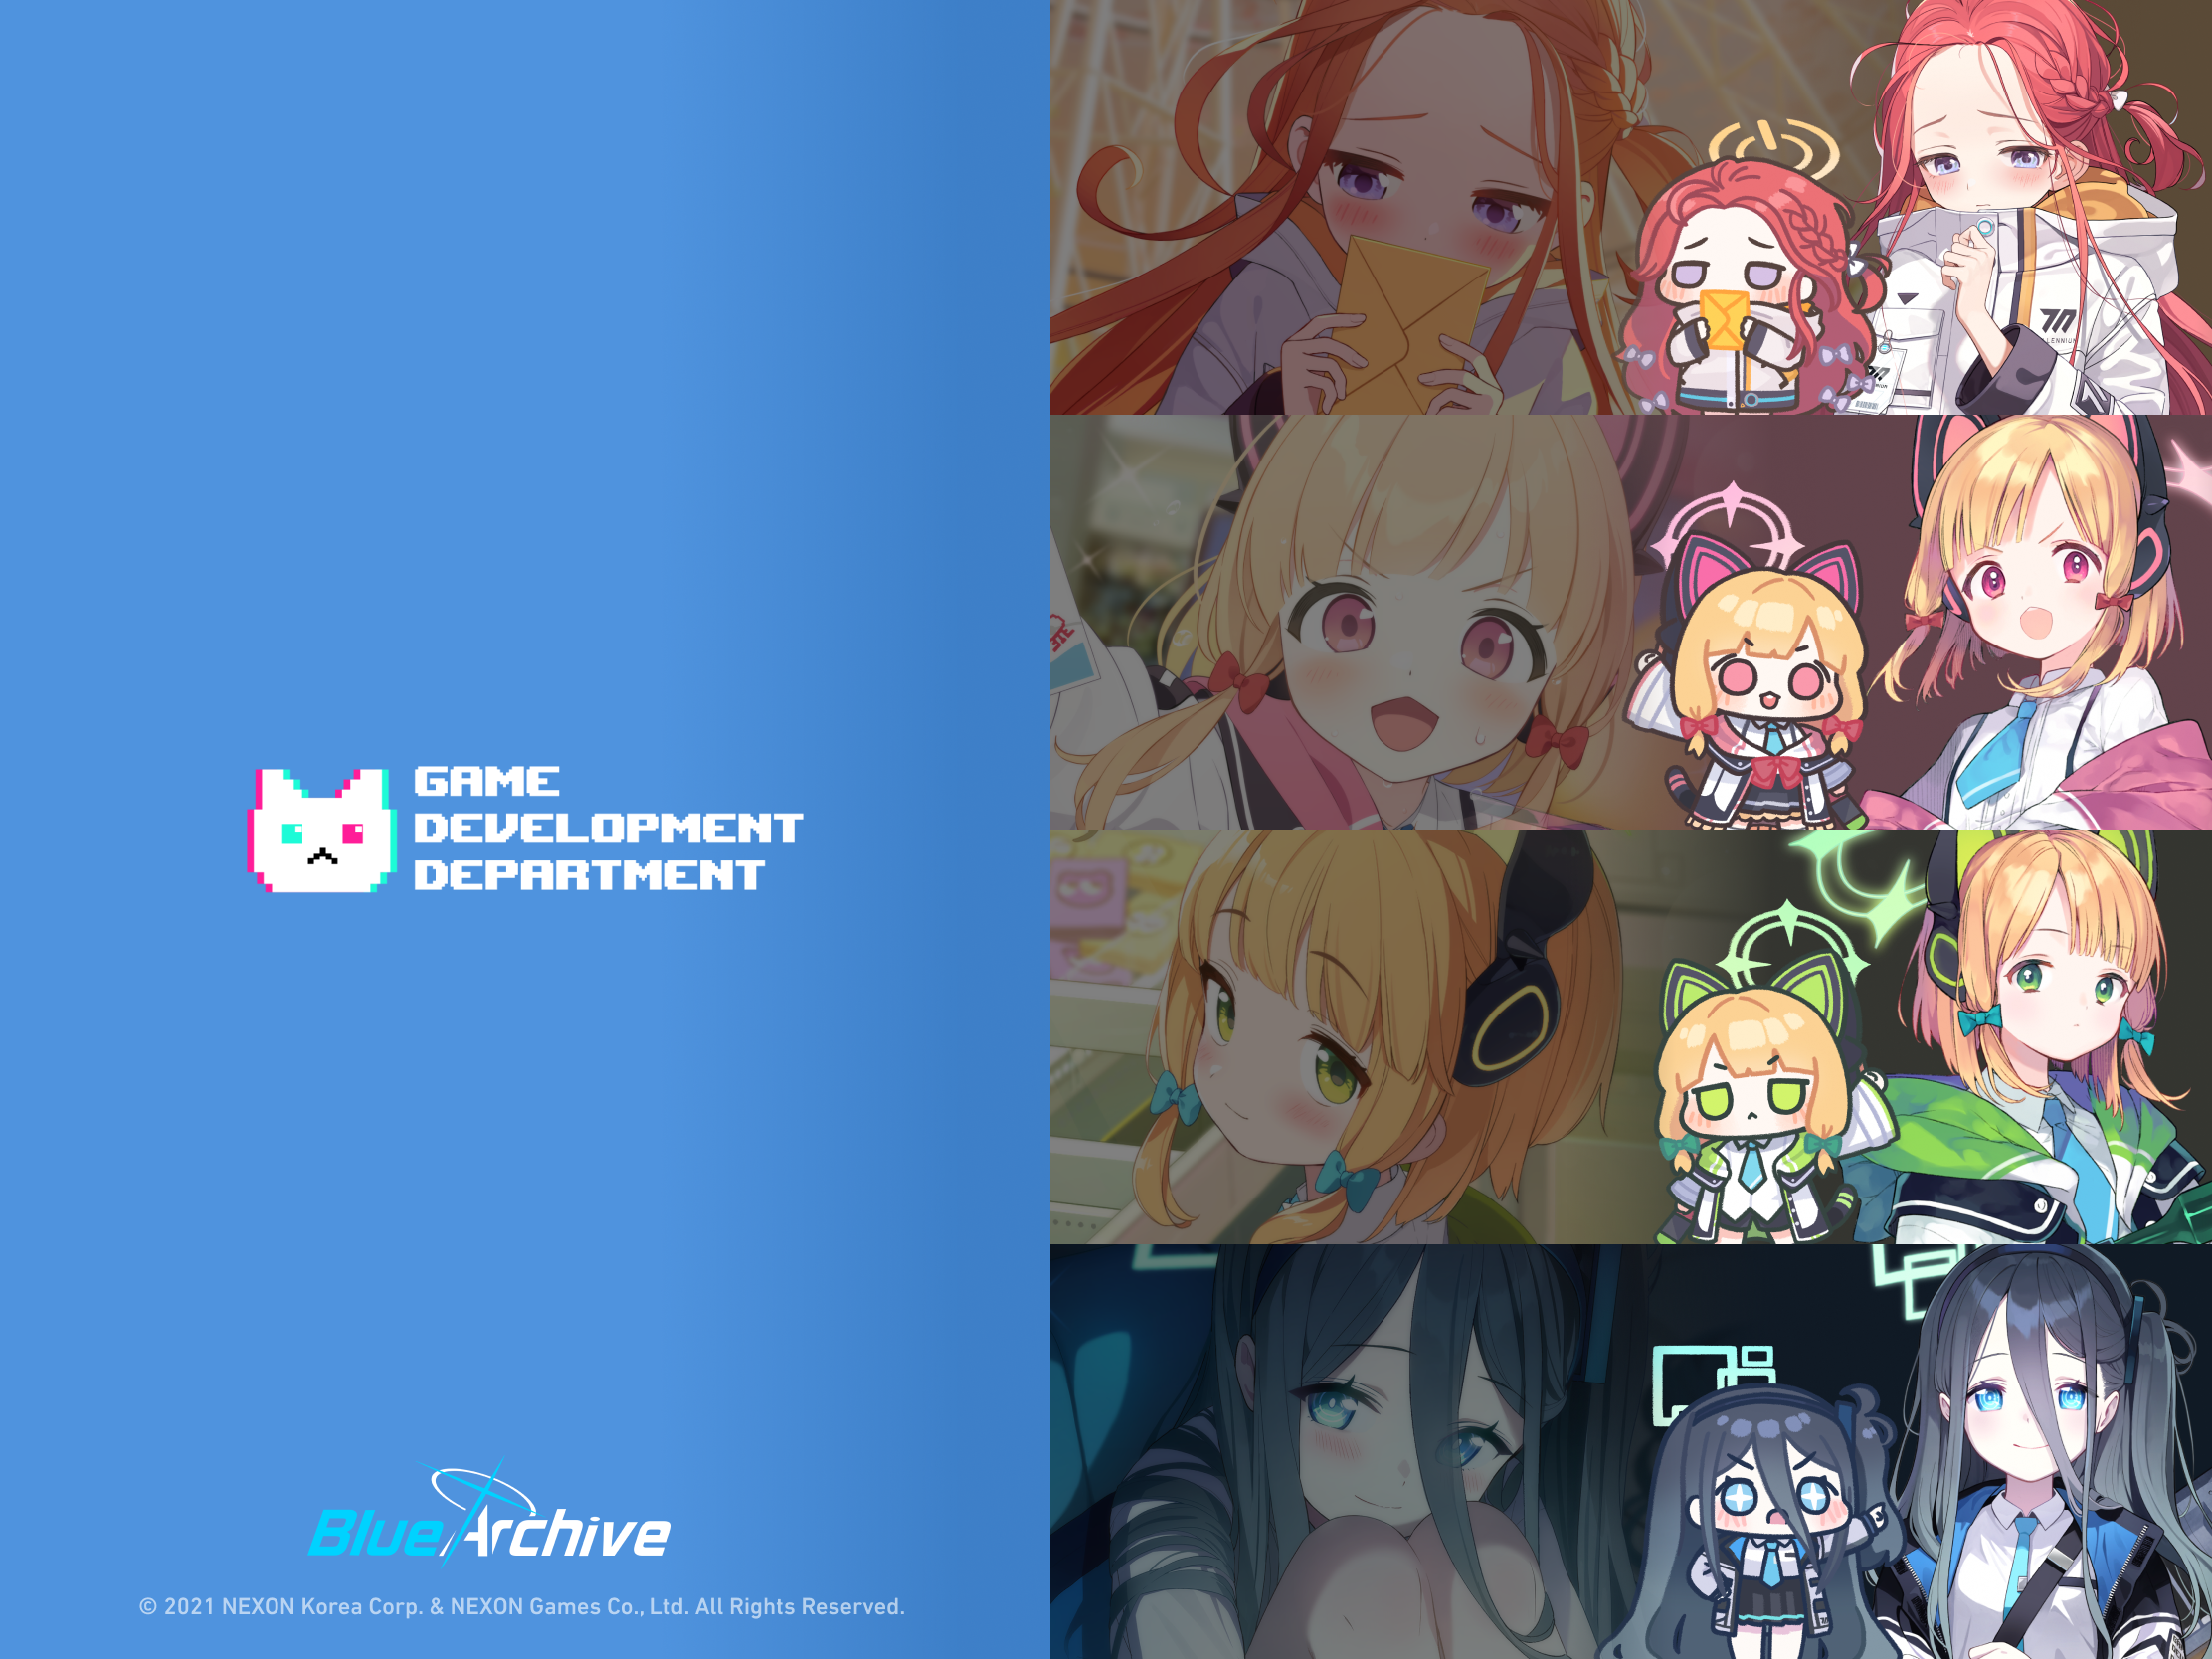 GAME
DEVELOPMENT
DEPARTMENT
BlueArchive
© 2021 NEXON Korea Corp. & NEXON Games Co., Ltd. All Rights Reserved.